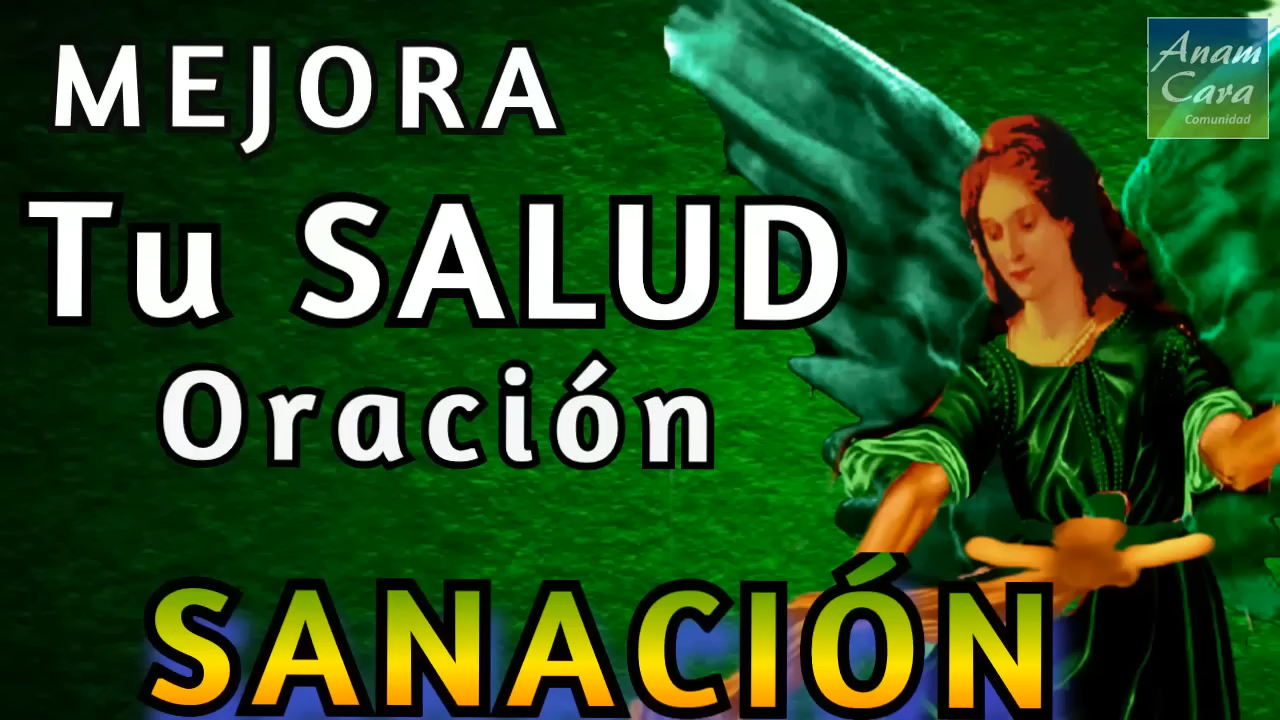 MEJORA
Tu SALUD
Oración
SANACIÓN
Anam
Cara
Comunidad